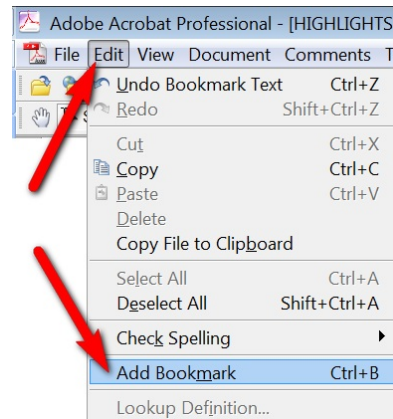 Adobe Acrobat Professional - [HIGHLIGHTS
File Edit View Document Comments T
Undo Bookmark Text Ctrl+Z
Redo Shift+Ctrl+Z
Cut Ctrl+X
Copy Ctrl+C
Paste Ctrl+V
Delete
Copy File to Clipboard
Select All Ctrl+A
Deselect All Shift+Ctrl+A
Check Spelling
Add Bookmark Ctrl+B
Lookup Definition...